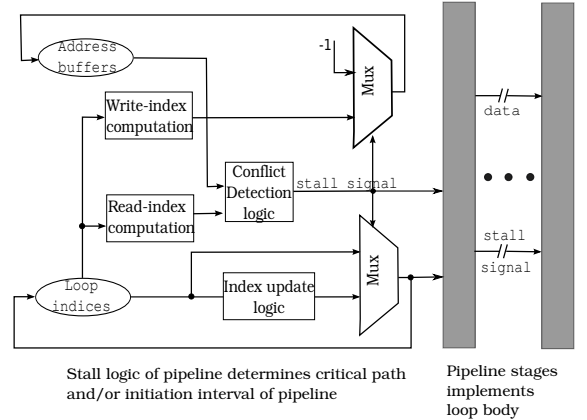 Address
buffers
-1
Mux
Write-index
computation
data
Conflict
Detection
logic
stall signal
Read-index
computation
stall
signal
Loop
indices
Index update
logic
Mux
Stall logic of pipeline determines critical path
and/or initiation interval of pipeline
Pipeline stages
implements
loop body